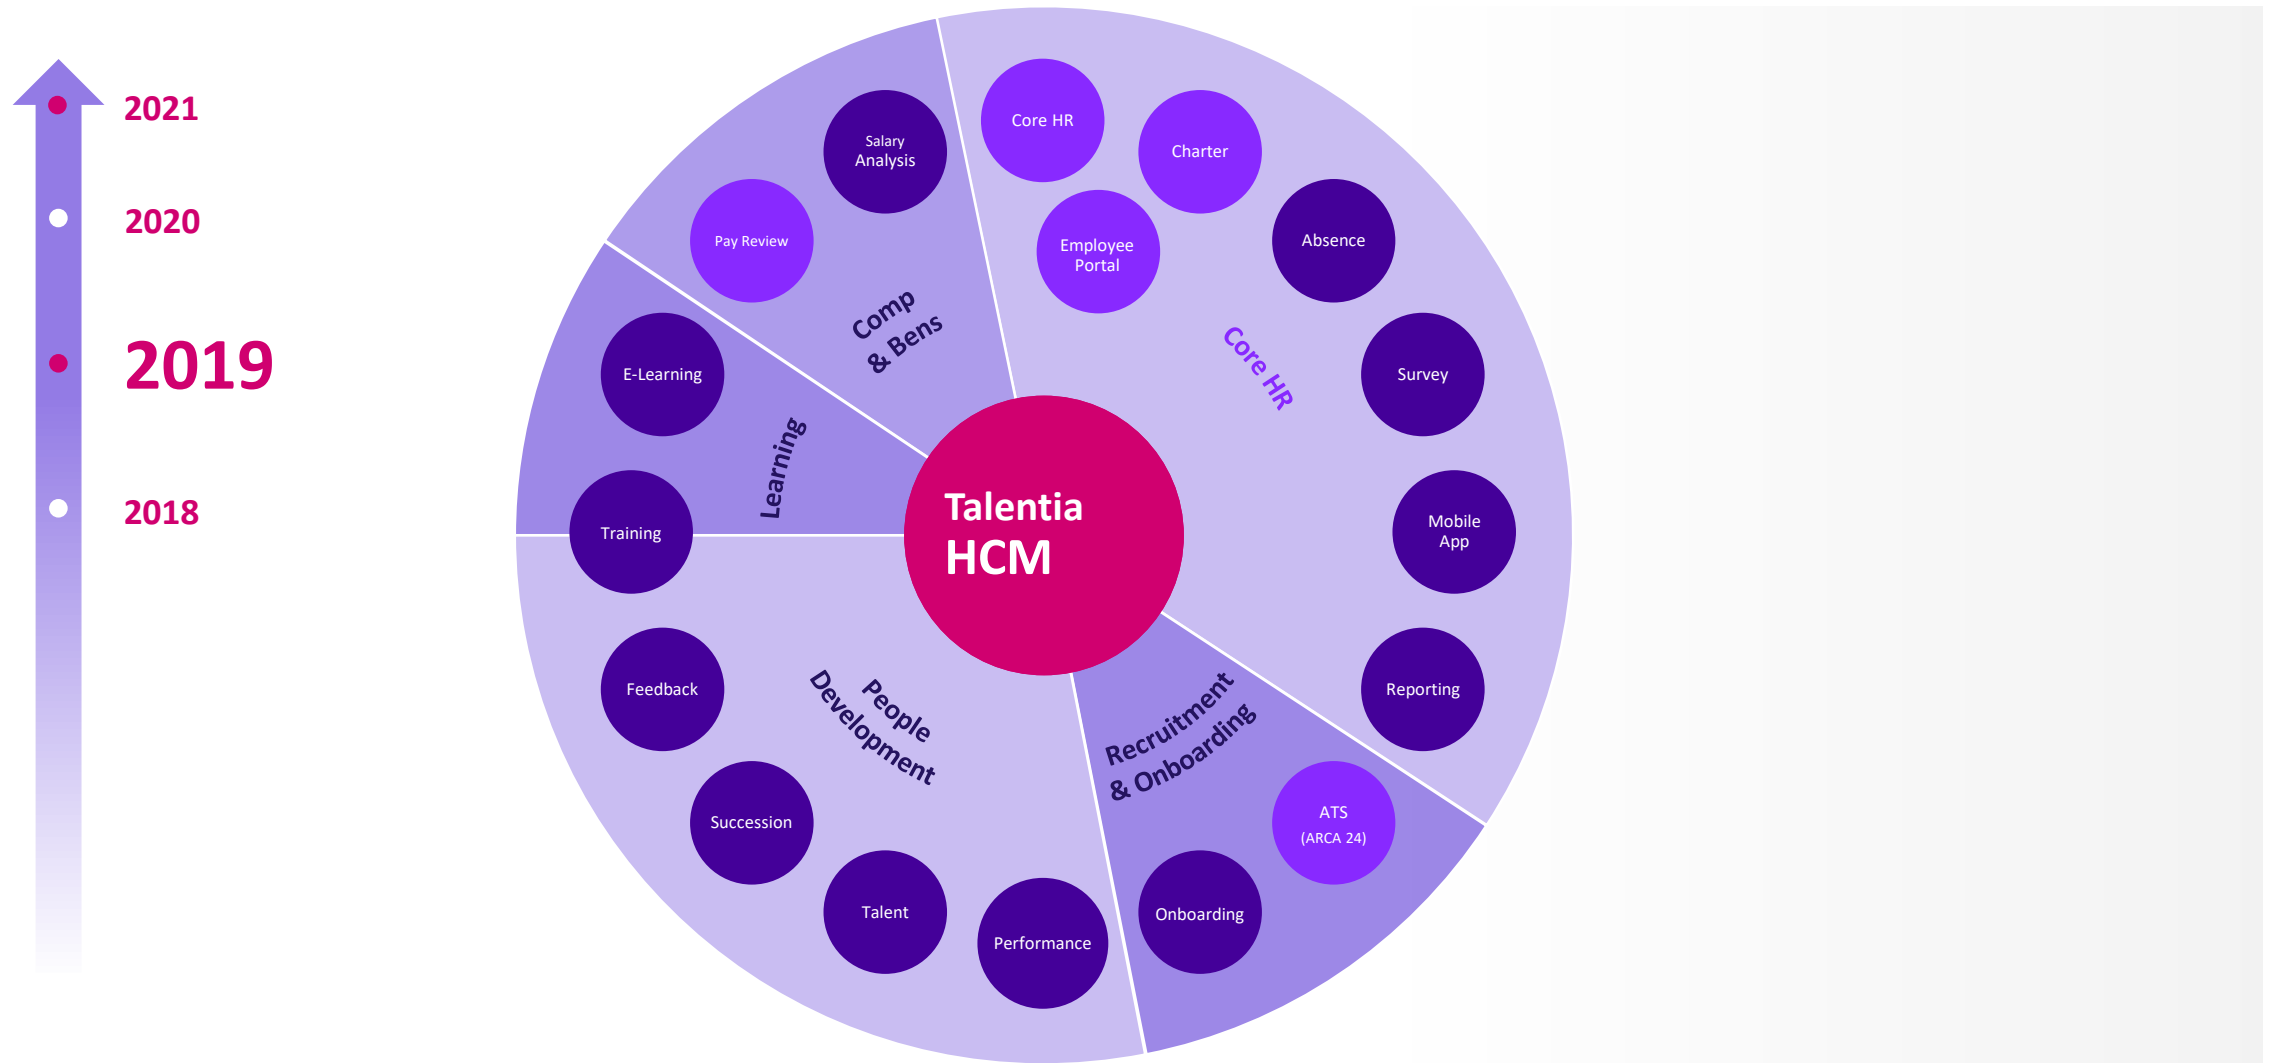 2021
2020
2019
2018
Salary
Analysis
Pay Review
Comp
& Bens
E-Learning
Learning
Training
Core HR
Charter
Employee
Portal
Absence
Core HR
Survey
Mobile
App
Reporting
Talentia
HCM
Feedback
People
Development
Succession
Talent
Performance
Recruitment
& Onboarding
ATS
(ARCA 24)
Onboarding